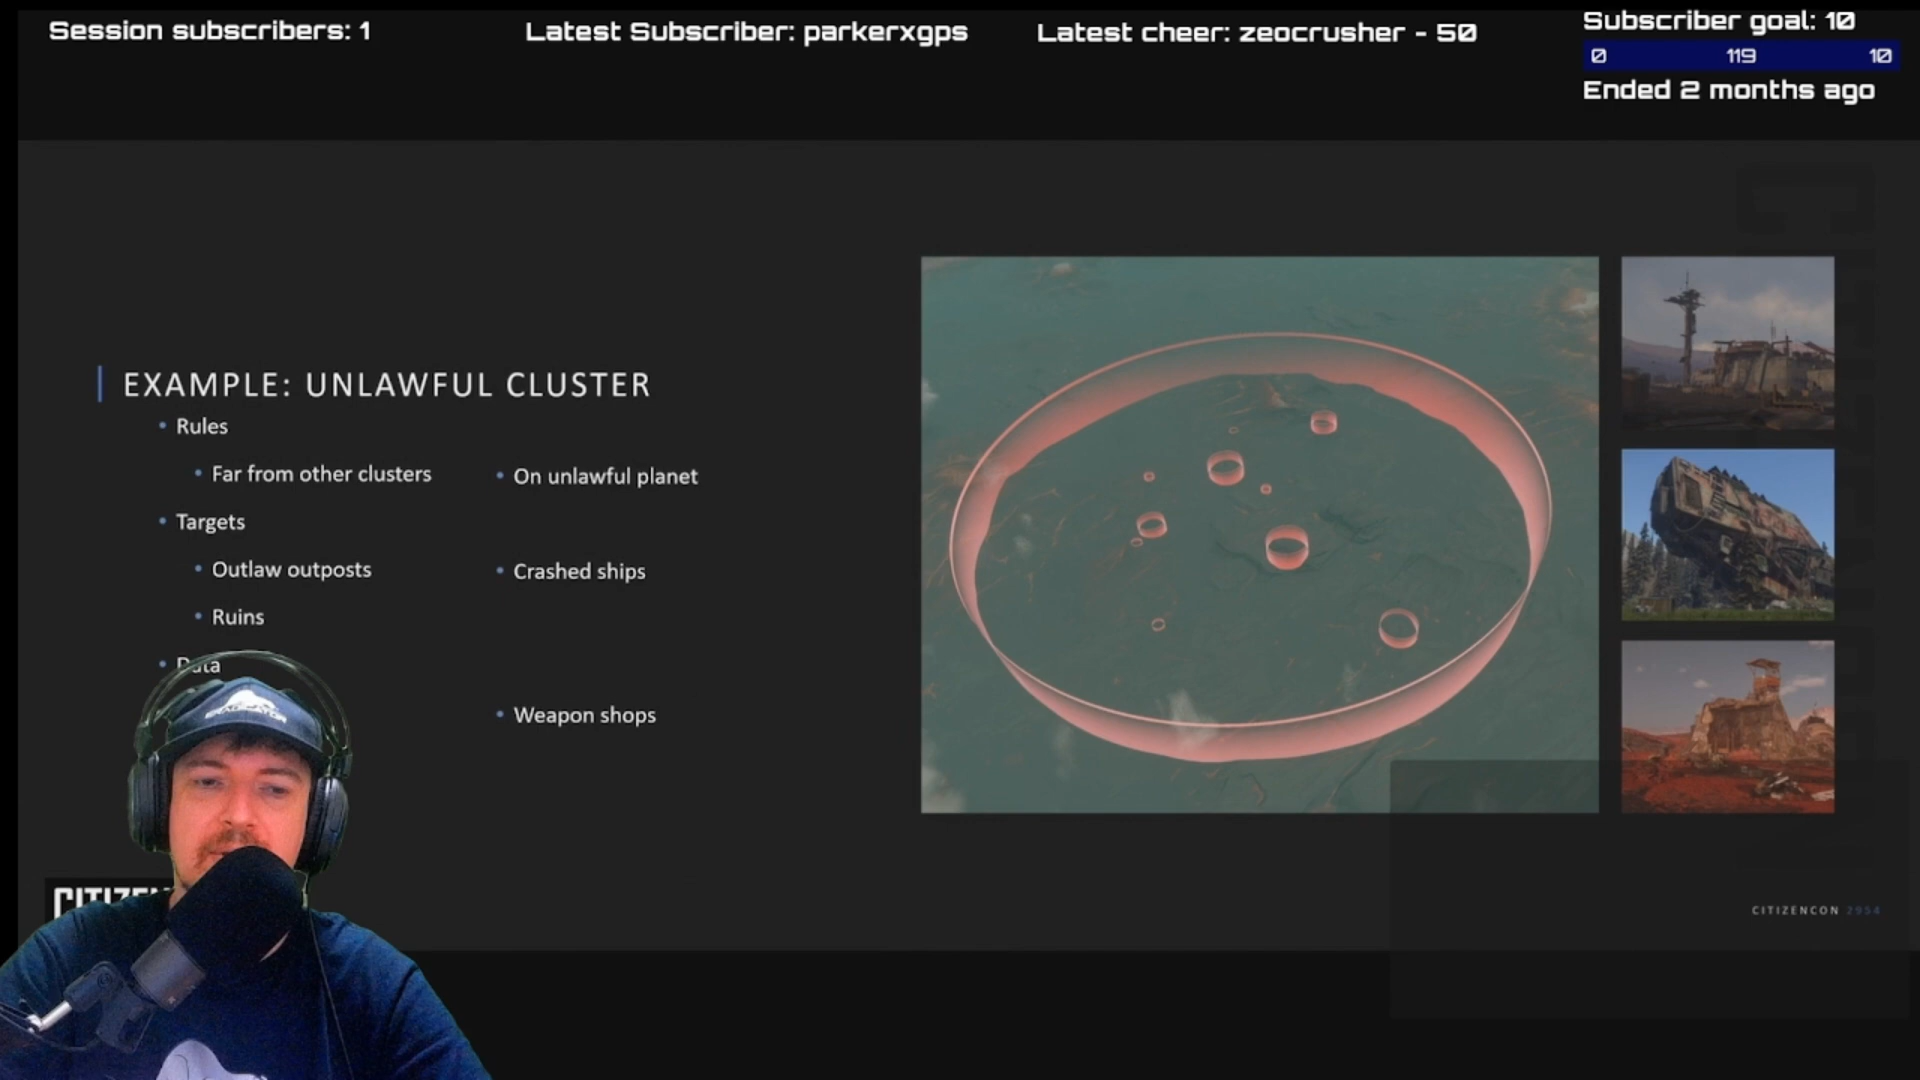 Session subscribers: 1
Latest Subscriber: parkerxgps
Latest cheer: zeocrusher - 50
Subscriber goal: 10
0 119 10
Ended 2 months ago
EXAMPLE: UNLAWFUL CLUSTER
• Rules
• Far from other clusters
• On unlawful planet
• Targets
• Outlaw outposts
• Crashed ships
• Ruins
• Data
• Weapon shops
CITIZENCON 2954